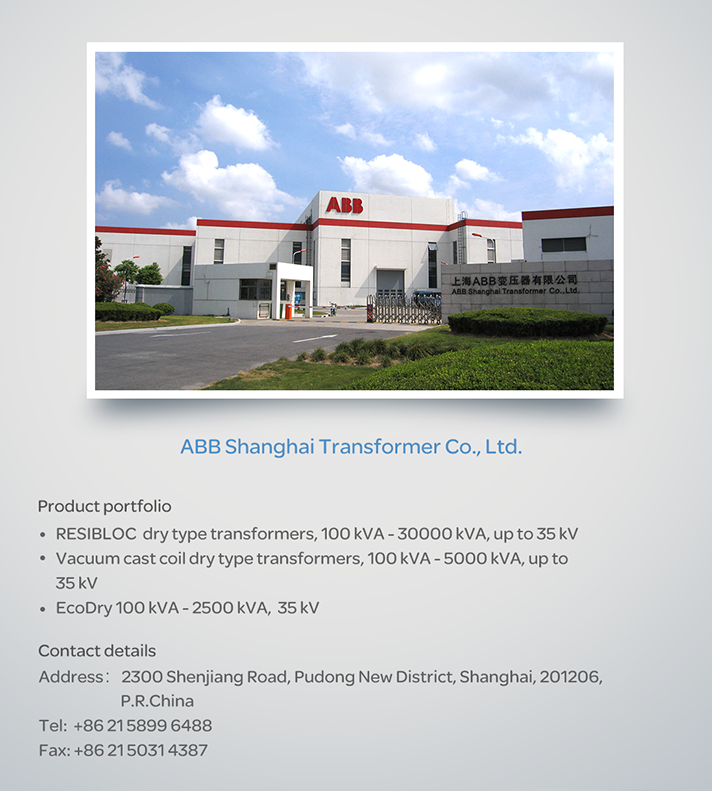 ABB
上海ABB变压器有限公司
ABB Shanghai Transformer Co.,Ltd.
ABB Shanghai Transformer Co., Ltd.
Product portfolio
• RESIBLOC dry type transformers, 100 kVA - 30000 kVA, up to 35 kV
• Vacuum cast coil dry type transformers, 100 kVA - 5000 kVA, up to
35 kV
• EcoDry 100 kVA - 2500 kVA, 35 kV
Contact details
Address： 2300 Shenjiang Road, Pudong New District, Shanghai, 201206,
P.R.China
Tel: +86 21 5899 6488
Fax: +86 21 5031 4387